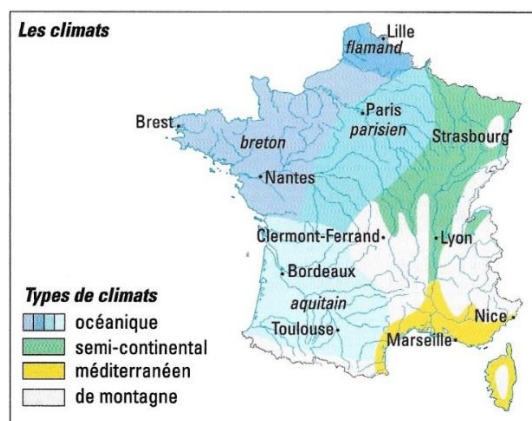 Les climats
Lille
flamand
Paris
parisien
Brest
breton
Strasbourg
Nantes
Clermont-Ferrand
Lyon
Bordeaux
aquitain
Toulouse
Nice
Marseille
Types de climats
océanique
semi-continental
méditerranéen
de montagne